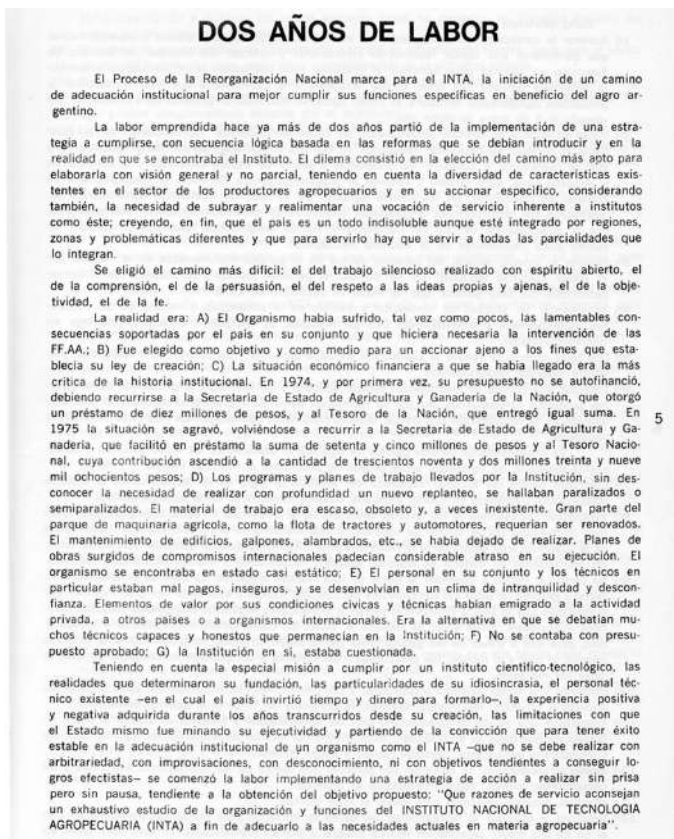 DOS AÑOS DE LABOR
El Proceso de la Reorganización Nacional marca para el INTA, la iniciación de un camino
de adecuación institucional para mejor cumplir sus funciones específicas en beneficio del agro ar-
gentino.
La labor emprendida hace ya más de dos años partió de la implementación de una estra-
tegia a cumplirse, con secuencia lógica basada en las reformas que se debían introducir y en la
realidad en que se encontraba el Instituto. El dilema consistió en la elección del camino más apto para
elaborarla con visión general y no parcial, teniendo en cuenta la diversidad de características exis-
tentes en el sector de los productores agropecuarios y en su accionar específico, considerando
también, la necesidad de subrayar y realimentar una vocación de servicio inherente a institutos
como éste; creyendo, en fin, que el país es un todo indisoluble aunque esté integrado por regiones,
zonas y problemáticas diferentes y que para servirlo hay que servir a todas las parcialidades que
lo integran.
Se eligió el camino más difícil: el del trabajo silencioso realizado con espíritu abierto, el
de la comprensión, el de la persuasión, el del respeto a las ideas propias y ajenas, el de la obje-
tividad, el de la fe.
La realidad era: A) El Organismo había sufrido, tal vez como pocos, las lamentables con-
secuencias soportadas por el país en su conjunto y que hiciera necesaria la intervención de las
FF.AA.; B) Fue elegido como objetivo y como medio para un accionar ajeno a los fines que esta-
blecía su ley de creación; C) La situación económico financiera a que se había llegado era la más
crítica de la historia institucional. En 1974, y por primera vez, su presupuesto no se autofinanció,
debiendo recurrirse a la Secretaría de Estado de Agricultura y Ganadería de la Nación, que otorgó
un préstamo de diez millones de pesos, y al Tesoro de la Nación, que entregó igual suma. En
1975 la situación se agravó, volviéndose a recurrir a la Secretaría de Estado de Agricultura y Ga-
nadería, que facilitó en préstamo la suma de setenta y cinco millones de pesos y al Tesoro Nacio-
nal, cuya contribución ascendió a la cantidad de trescientos noventa y dos millones treinta y nueve
mil ochocientos pesos; D) Los programas y planes de trabajo llevados por la Institución, sin des-
conocer la necesidad de realizar con profundidad un nuevo replanteo, se hallaban paralizados o
semiparalizados. El material de trabajo era escaso, obsoleto y, a veces inexistente. Gran parte del
parque de maquinaria agrícola, como la flota de tractores y automotores, requerían ser renovados.
El mantenimiento de edificios, galpones, alambrados, etc., se había dejado de realizar. Planes de
obras surgidos de compromisos internacionales padecían considerable atraso en su ejecución. El
organismo se encontraba en estado casi estático; E) El personal en su conjunto y los técnicos en
particular estaban mal pagos, inseguros, y se desenvolvían en un clima de intranquilidad y descon-
fianza. Elementos de valor por sus condiciones cívicas y técnicas habían emigrado a la actividad
privada, a otros países o a organismos internacionales. Era la alternativa en que se debatían mu-
chos técnicos capaces y honestos que permanecían en la Institución; F) No se contaba con presu-
puesto aprobado; G) la Institución en sí, estaba cuestionada.
Teniendo en cuenta la especial misión a cumplir por un instituto científico-tecnológico, las
realidades que determinaron su fundación, las particularidades de su idiosincrasia, el personal téc-
nico existente –en el cual el país invirtió tiempo y dinero para formarlo–, la experiencia positiva
y negativa adquirida durante los años transcurridos desde su creación, las limitaciones con que
el Estado mismo fue minando su ejecutividad y partiendo de la convicción que para tener éxito
estable en la adecuación institucional de un organismo como el INTA –que no se debe realizar con
arbitrariedad, con improvisaciones, con desconocimiento, ni con objetivos tendientes a conseguir lo-
gros efectistas– se comenzó la labor implementando una estrategia de acción a realizar sin prisa
pero sin pausa, tendiente a la obtención del objetivo propuesto: "Que razones de servicio aconsejan
un exhaustivo estudio de la organización y funciones del INSTITUTO NACIONAL DE TECNOLOGIA
AGROPECUARIA (INTA) a fin de adecuarlo a las necesidades actuales en materia agropecuaria".
5